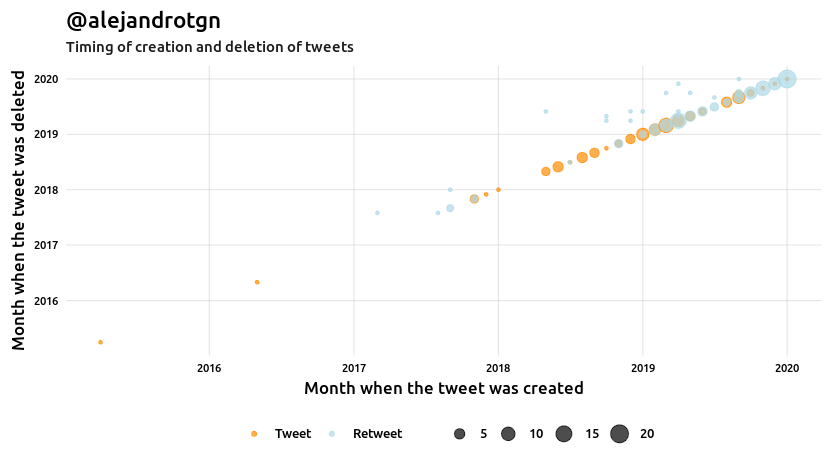 @alejandrotgn
Timing of creation and deletion of tweets
Month when the tweet was deleted
2020
2019
2018
2017
2016
2016 2017 2018 2019 2020
Month when the tweet was created
Tweet Retweet 5 10 15 20